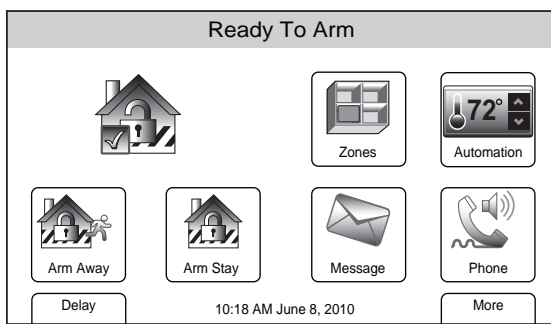 Ready To Arm
72°
Zones
Automation
Arm Away
Arm Stay
Message
Phone
Delay
10:18 AM June 8, 2010
More